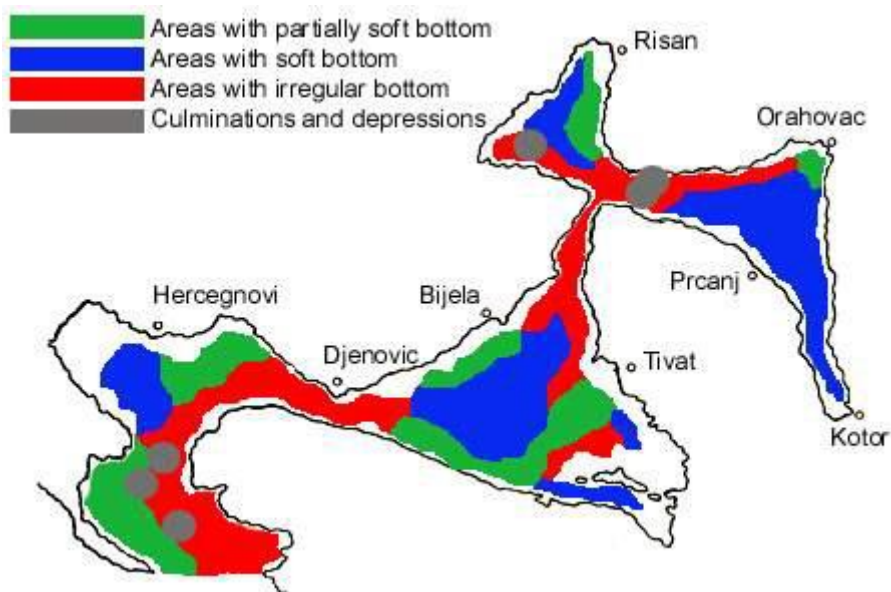 Areas with partially soft bottom
Areas with soft bottom
Areas with irregular bottom
Culminations and depressions
Risan
Orahovac
Prcanj
Hercegnovi
Bijela
Djenovic
Tivat
Kotor